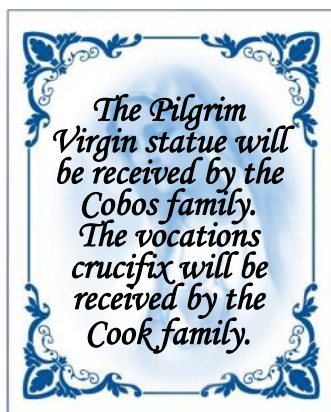 The Pilgrim
Virgin statue will
be received by the
Cobos family.
The vocations
crucifix will be
received by the
Cook family.